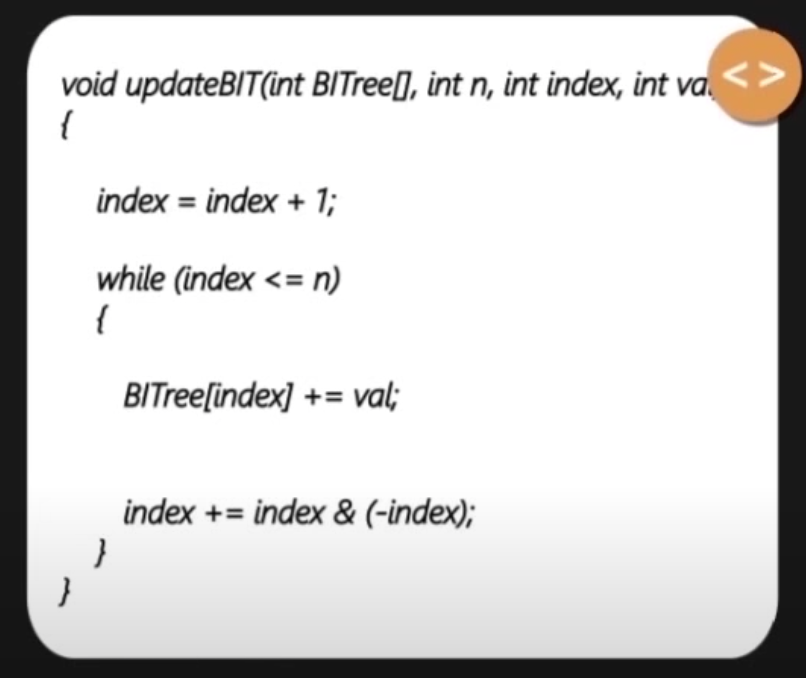 void updateBIT(int BITree[], int n, int index, int
{
index = index + 1;
while (index <= n)
{
BITree[index] += val;
index += index & (-index);
}
}
< >